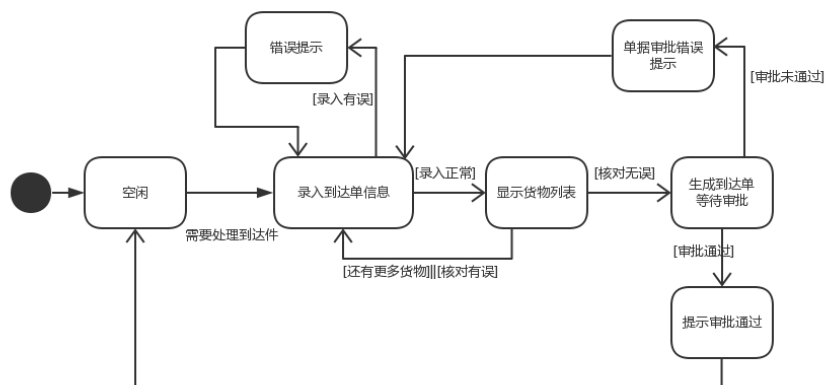 错误提示
单据审批错误
提示
[审批未通过]
[录入有误]
[录入正常]
[核对无误]
空闲
录入到达单信息
显示货物列表
生成到达单
等待审批
需要处理到达件
[审批通过]
[还有更多货物]||[核对有误]
提示审批通过